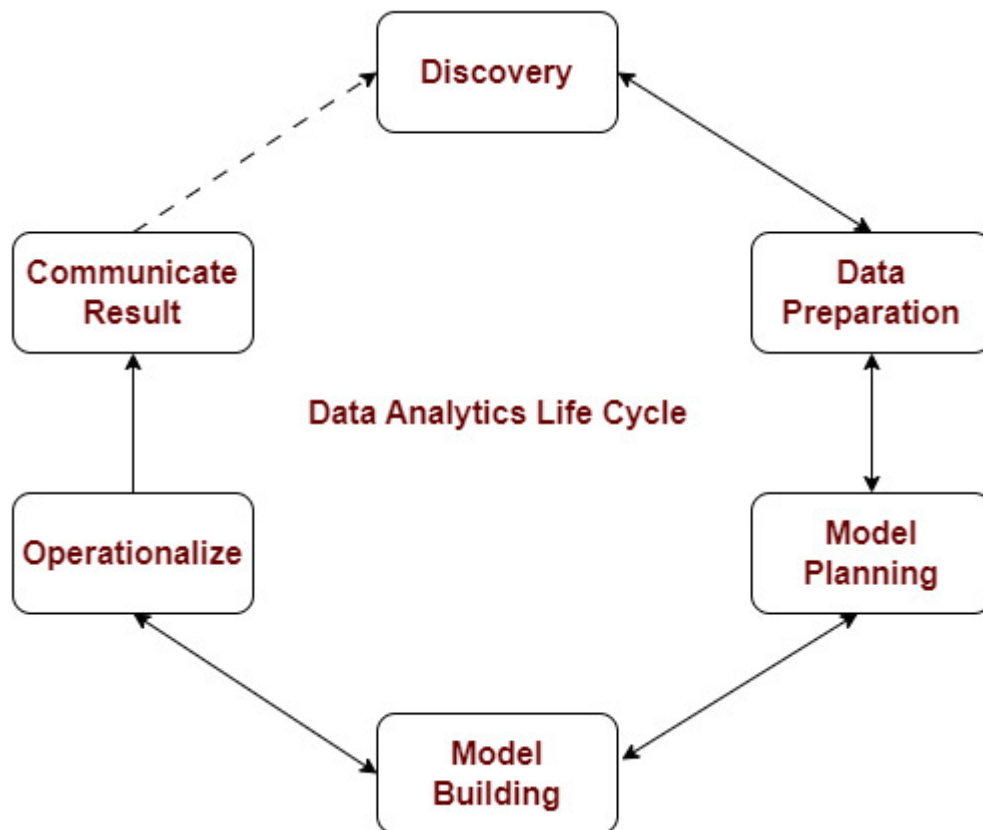 Discovery
Data
Preparation
Model
Planning
Model
Building
Operationalize
Communicate
Result
Data Analytics Life Cycle